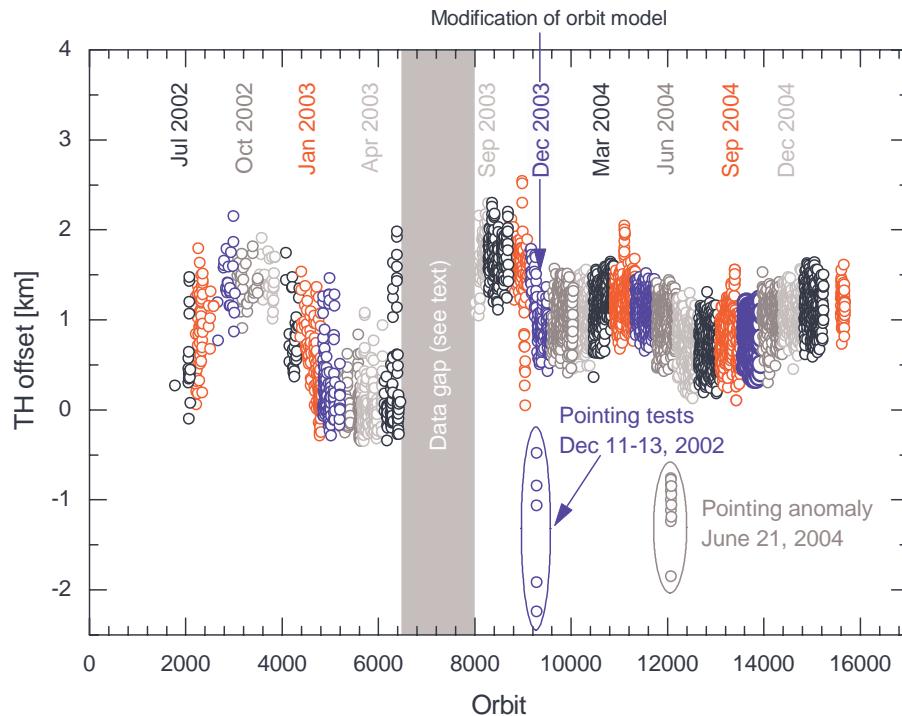 Modification of orbit model
4
3
2
1
0
-1
-2
TH offset [km]
Jul 2002
Oct 2002
Jan 2003
Apr 2003
Sep 2003
Dec 2003
Mar 2004
Jun 2004
Sep 2004
Dec 2004
Data gap (see text)
Pointing tests
Dec 11-13, 2002
Pointing anomaly
June 21, 2004
0 2000 4000 6000 8000 10000 12000 14000 16000
Orbit